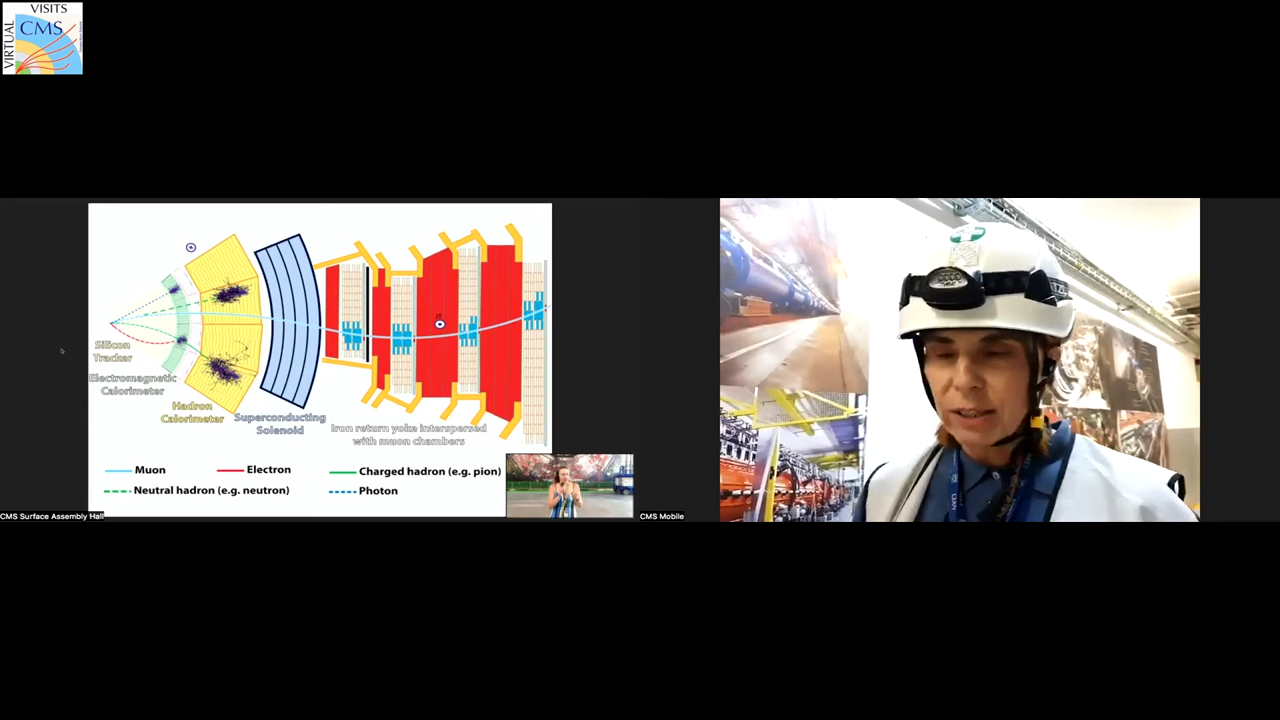 VISITS
CMS
VIRTUAL
2T
Silicon
Tracker
Electromagnetic
Calorimeter
Hadron
Calorimeter
Superconducting
Solenoid
Iron return yoke interspersed
with muon chambers
Muon
Electron
Charged hadron (e.g. pion)
Neutral hadron (e.g. neutron)
Photon
CMS Surface Assembly Hall
CMS Mobile